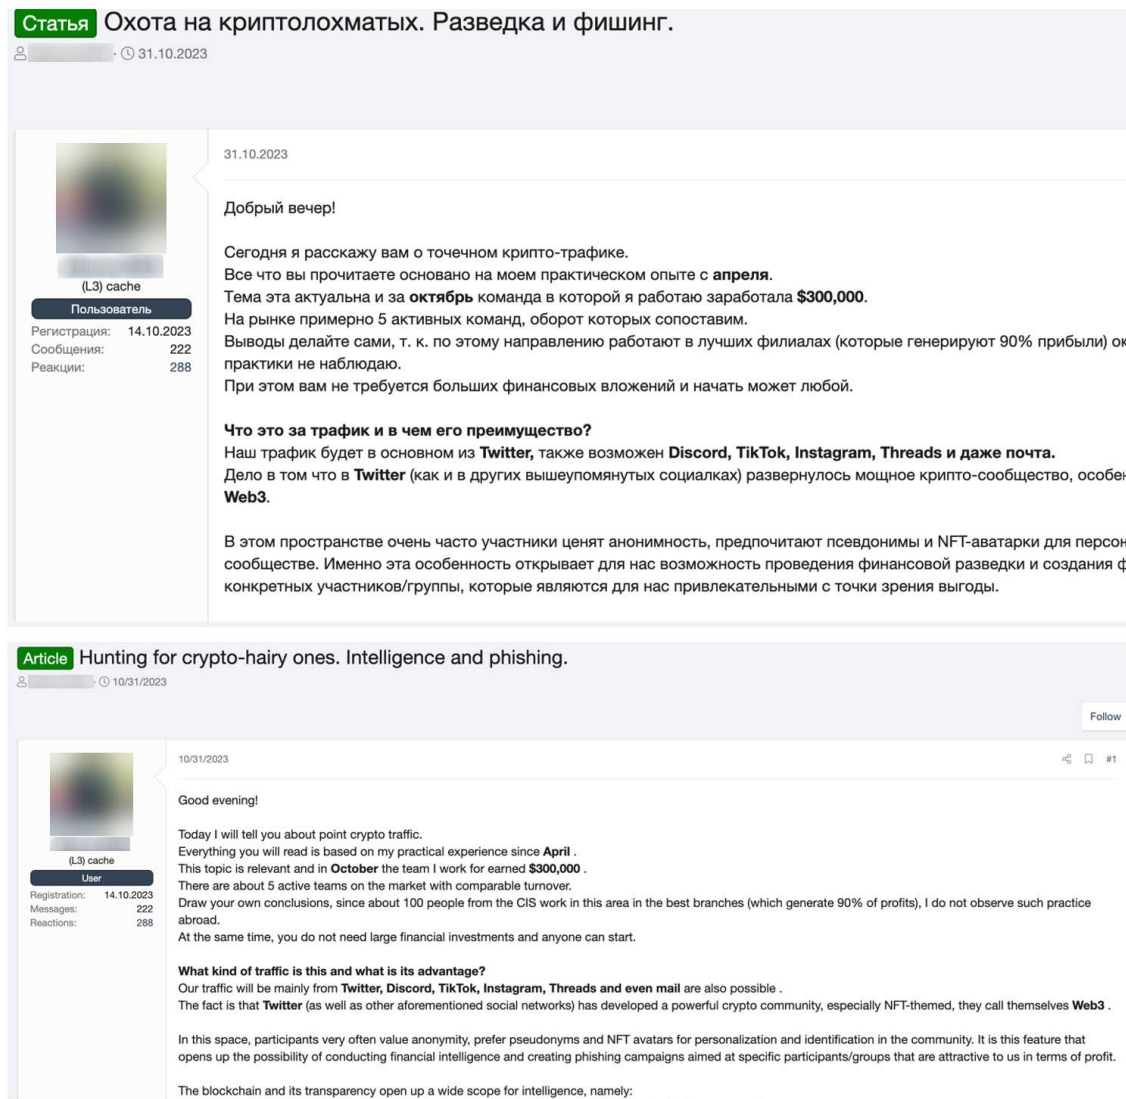 Статья Охота на криптолохматых. Разведка и фишинг.
· 31.10.2023
31.10.2023
Добрый вечер!
(L3) cache
Пользователь
Регистрация: 14.10.2023
Сообщения: 222
Реакции: 288
Сегодня я расскажу вам о точечном крипто-трафике.
Все что вы прочитаете основано на моем практическом опыте с апреля.
Тема эта актуальна и за октябрь команда в которой я работаю заработала $300,000.
На рынке примерно 5 активных команд, оборот которых сопоставим.
Выводы делайте сами, т. к. по этому направлению работают в лучших филиалах (которые генерируют 90% прибыли)
практики не наблюдаю.
При этом вам не требуется больших финансовых вложений и начать может любой.
Что это за трафик и в чем его преимущество?
Наш трафик будет в основном из Twitter, также возможен Discord, TikTok, Instagram, Threads и даже почта.
Дело в том что в Twitter (как и в других вышеупомянутых социалках) развернулось мощное крипто-сообщество,
Web3.
В этом пространстве очень часто участники ценят анонимность, предпочитают псевдонимы и NFT-аватарки для
сообществе. Именно эта особенность открывает для нас возможность проведения финансовой разведки и создания
конкретных участников/группы, которые являются для нас привлекательными с точки зрения выгоды.
Article Hunting for crypto-hairy ones. Intelligence and phishing.
· 10/31/2023
Follow
10/31/2023
#1
Good evening!
(L3) cache
User
Registration: 14.10.2023
Messages: 222
Reactions: 288
Today I will tell you about point crypto traffic.
Everything you will read is based on my practical experience since April .
This topic is relevant and in October the team I work for earned $300,000 .
There are about 5 active teams on the market with comparable turnover.
Draw your own conclusions, since about 100 people from the CIS work in this area in the best branches (which generate 90% of profits), I do not observe such practice
abroad.
At the same time, you do not need large financial investments and anyone can start.
What kind of traffic is this and what is its advantage?
Our traffic will be mainly from Twitter, Discord, TikTok, Instagram, Threads and even mail are also possible .
The fact is that Twitter (as well as other aforementioned social networks) has developed a powerful crypto community, especially NFT-themed, they call themselves Web3 .
In this space, participants very often value anonymity, prefer pseudonyms and NFT avatars for personalization and identification in the community. It is this feature that
opens up the possibility of conducting financial intelligence and creating phishing campaigns aimed at specific participants/groups that are attractive to us in terms of profit.
The blockchain and its transparency open up a wide scope for intelligence, namely: